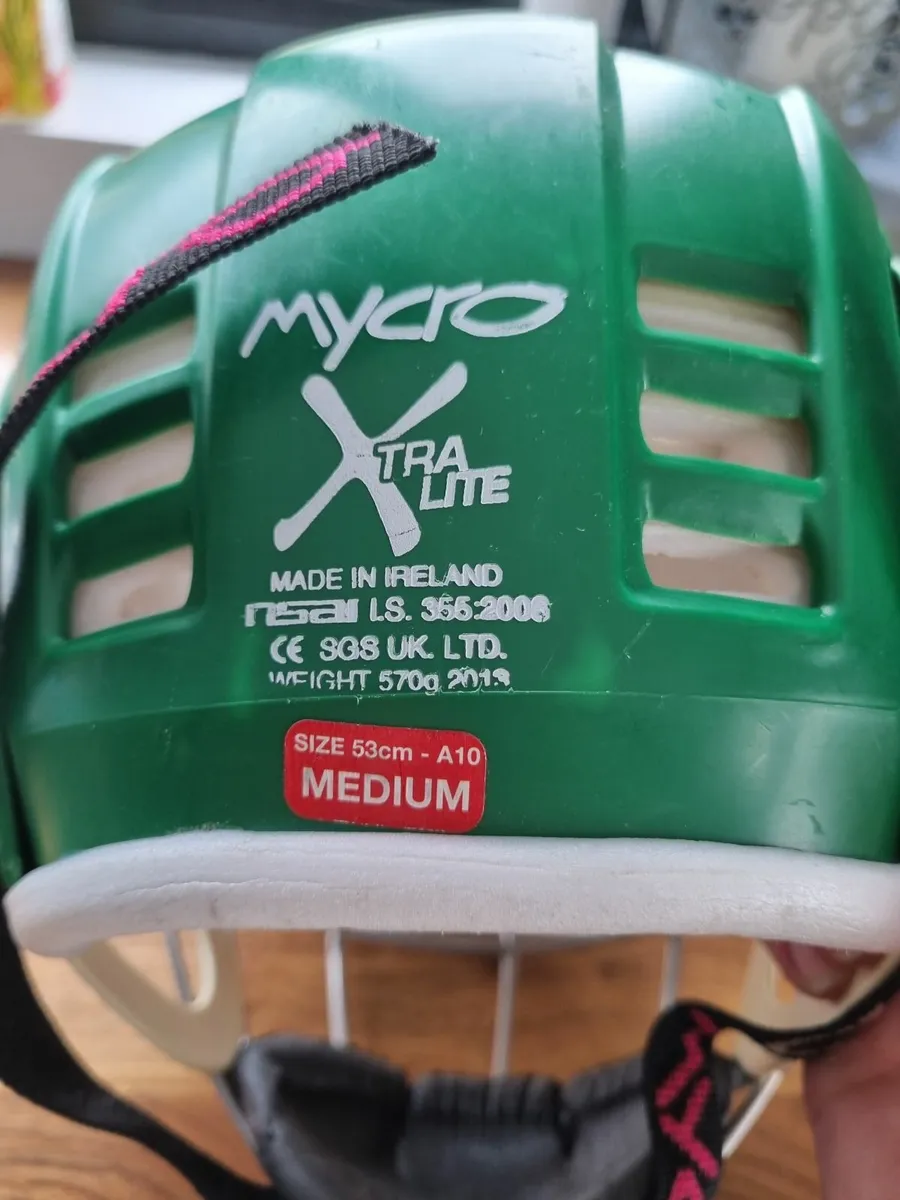 mycro
XTRA
LITE
MADE IN IRELAND
nsai I.S. 355:2006
CE SGS UK. LTD.
WEIGHT 570g 2013
SIZE 53cm - A10
MEDIUM